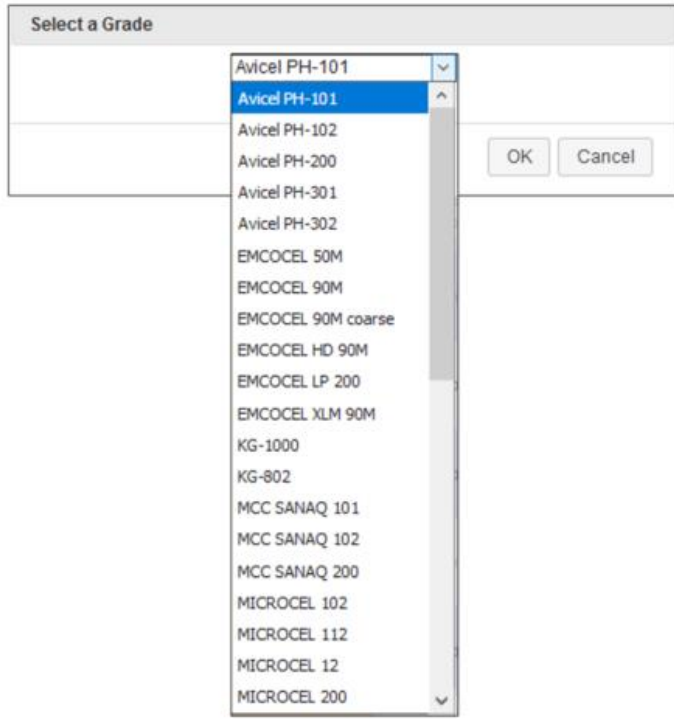 Select a Grade
Avicel PH-101
Avicel PH-101
Avicel PH-102
Avicel PH-200
Avicel PH-301
Avicel PH-302
EMCOCEL 50M
EMCOCEL 90M
EMCOCEL 90M coarse
EMCOCEL HD 90M
EMCOCEL LP 200
EMCOCEL XLM 90M
KG-1000
KG-802
MCC SANAQ 101
MCC SANAQ 102
MCC SANAQ 200
MICROCEL 102
MICROCEL 112
MICROCEL 12
MICROCEL 200
OK Cancel